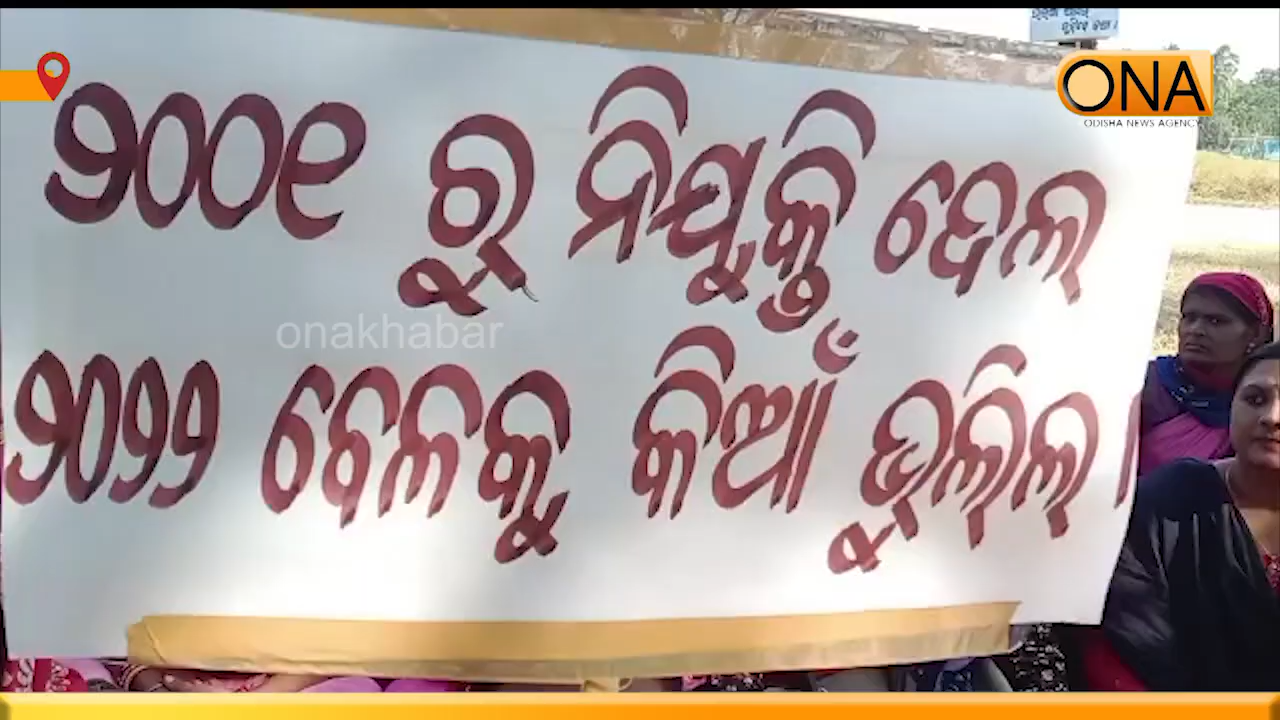 ୨୦୦୧ ରୁ ନିଯୁକ୍ତି ଦେଲ
୨୦୨୨ ବେଳକୁ କିଆଁ ଭୁଲିଲ ।
ONA
ODISHA NEWS AGENCY
onakhabar